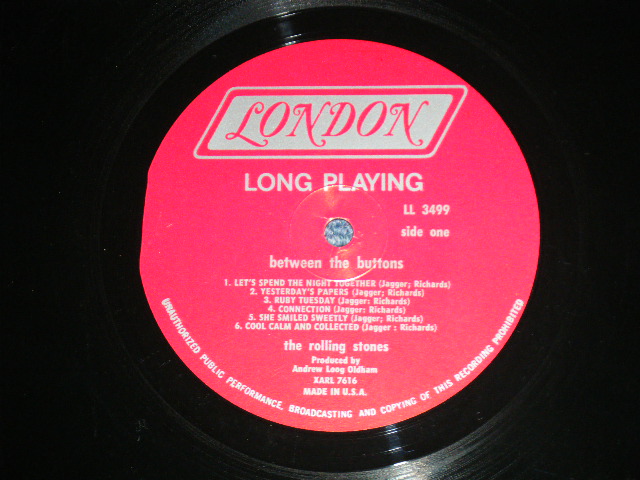 LONDON
LONG PLAYING
LL 3499
side one
between the buttons
1. LET'S SPEND THE NIGHT TOGETHER (Jagger; Richards)
2. YESTERDAY'S PAPERS (Jagger; Richards)
3. RUBY TUESDAY (Jagger: Richards)
4. CONNECTION (Jagger: Richards)
5. SHE SMILED SWEETLY (Jagger; Richards)
6. COOL CALM AND COLLECTED (Jagger : Richards)
the rolling stones
Produced by
Andrew Loog Oldham
XARL 7616
MADE IN U.S.A.
UNAUTHORIZED PUBLIC PERFORMANCE, BROADCASTING AND COPYING OF THIS RECORDING PROHIBITED